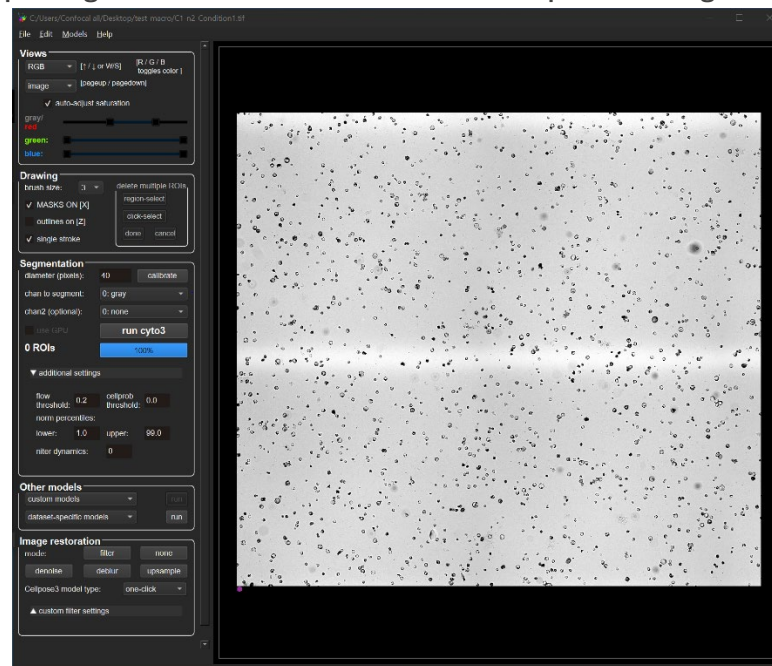 C:/Users/Confocal all/Desktop/test macro/C1 n2 Condition1.tif
File Edit Models Help
Views
RGB [↑ / ↓ or W/S] [R / G / B toggles color ]
image [pageup / pagedown]
✓ auto-adjust saturation
gray/
red
green:
blue:
Drawing
brush size: 3 delete multiple ROIs
✓ MASKS ON [X] region-select
outlines on [Z] click-select
✓ single stroke done cancel
Segmentation
diameter (pixels): 40 calibrate
chan to segment: 0: gray
chan2 (optional): 0: none
use GPU run cyto3
0 ROIs 100%
▼ additional settings
flow threshold: 0.2 cellprob threshold: 0.0
norm percentiles:
lower: 1.0 upper: 99.0
niter dynamics: 0
Other models
custom models run
dataset-specific models run
Image restoration
mode: filter none
denoise deblur upsample
Cellpose3 model type: one-click
▲ custom filter settings